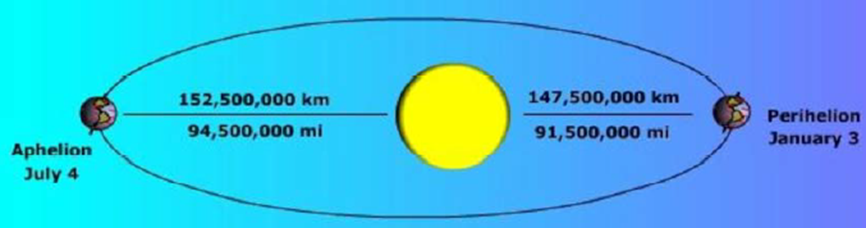 152,500,000 km
94,500,000 mi
147,500,000 km
91,500,000 mi
Aphelion
July 4
Perihelion
January 3